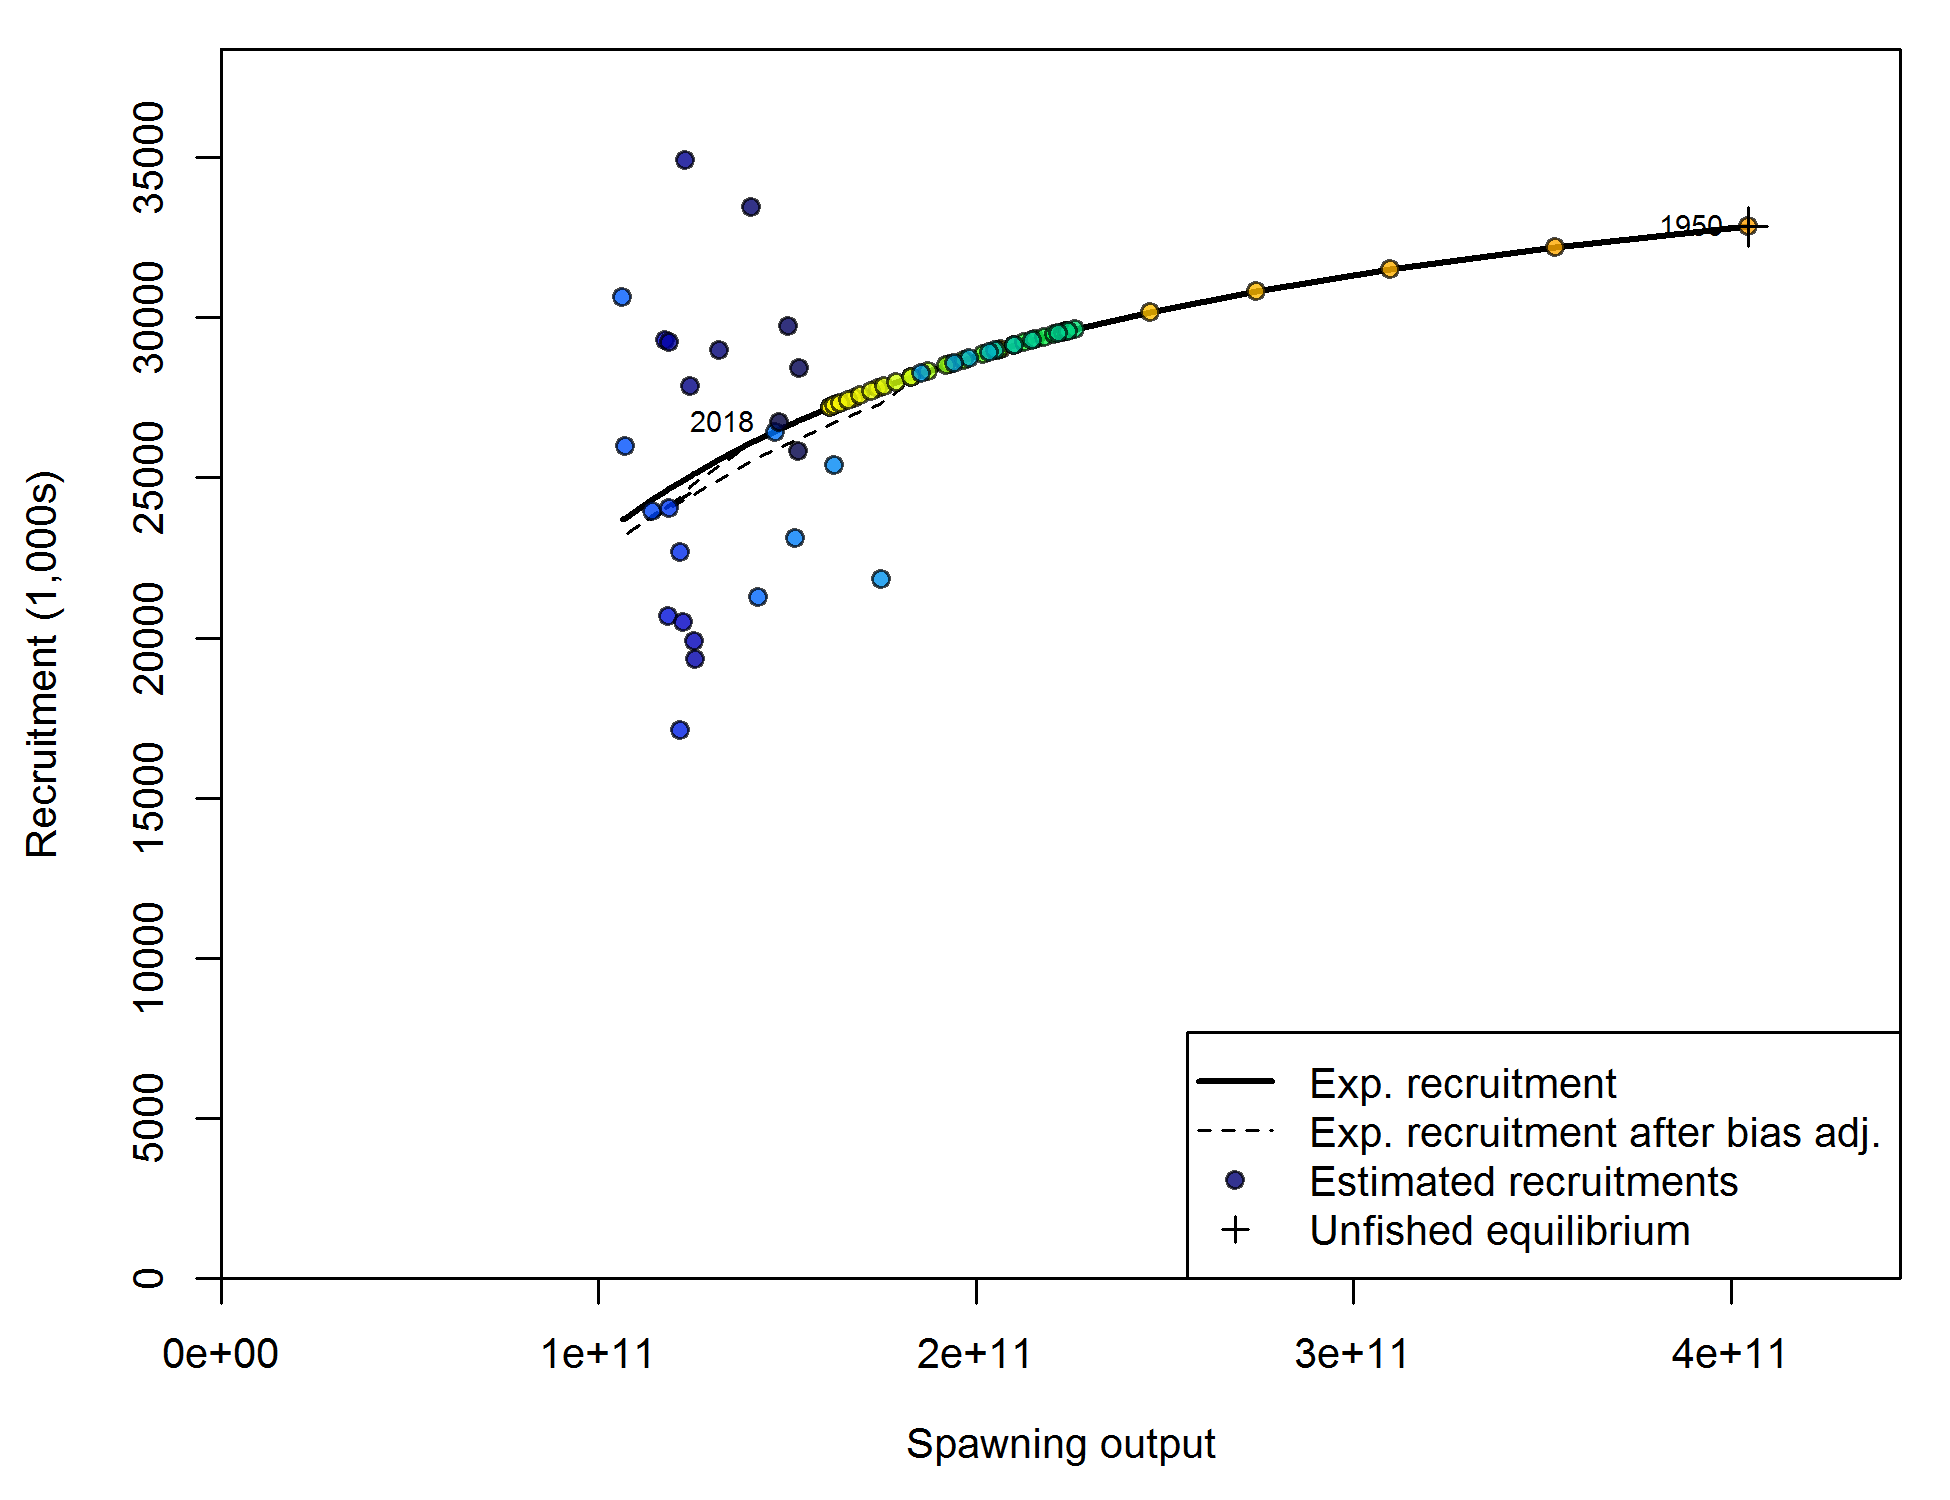 35000
30000
25000
20000
15000
10000
5000
0
Recruitment (1,000s)
1950
2018
Exp. recruitment
Exp. recruitment after bias adj.
Estimated recruitments
Unfished equilibrium
0e+00 1e+11 2e+11 3e+11 4e+11
Spawning output